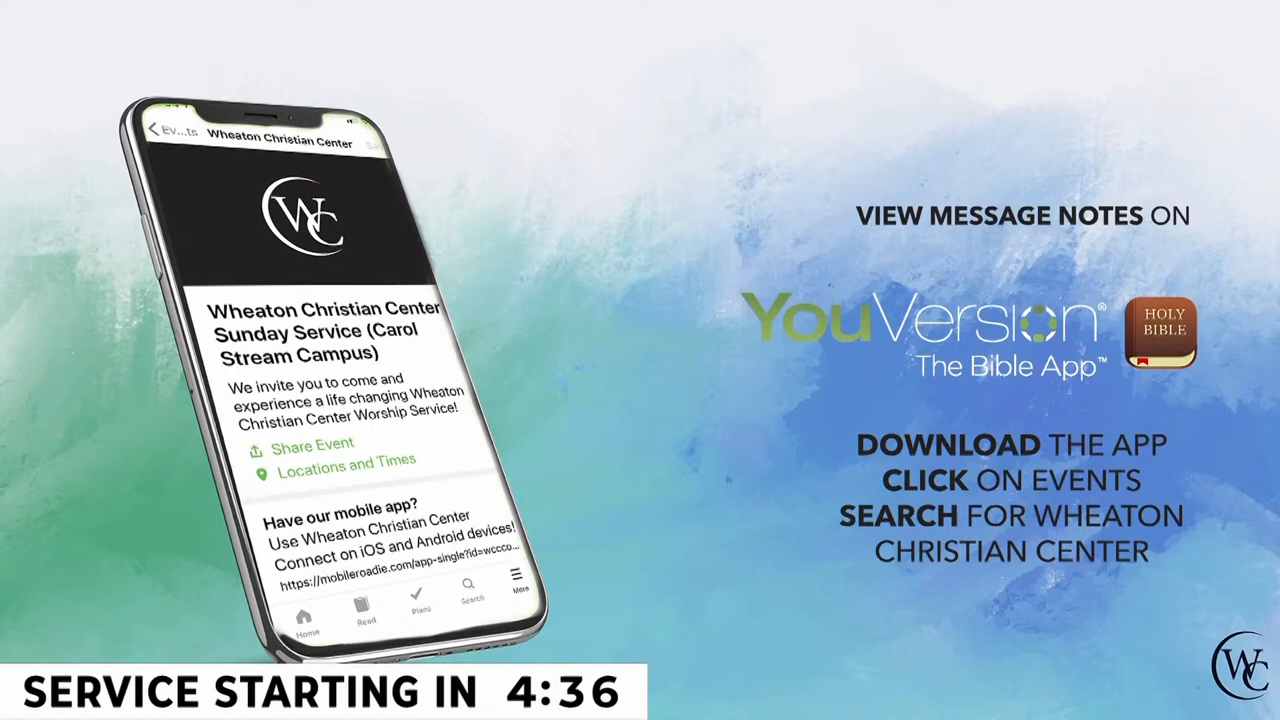 Ev...ts Wheaton Christian Center
WC
Wheaton Christian Center
Sunday Service (Carol
Stream Campus)
We invite you to come and
experience a life changing Wheaton
Christian Center Worship Service!
Share Event
Locations and Times
Have our mobile app?
Use Wheaton Christian Center
Connect on iOS and Android devices!
https://mobileroadie.com/app-single?id=wccco...
Home Read Plans Search More
VIEW MESSAGE NOTES ON
YouVersion®
The Bible App™
HOLY
BIBLE
DOWNLOAD THE APP
CLICK ON EVENTS
SEARCH FOR WHEATON
CHRISTIAN CENTER
SERVICE STARTING IN 4:36
WC